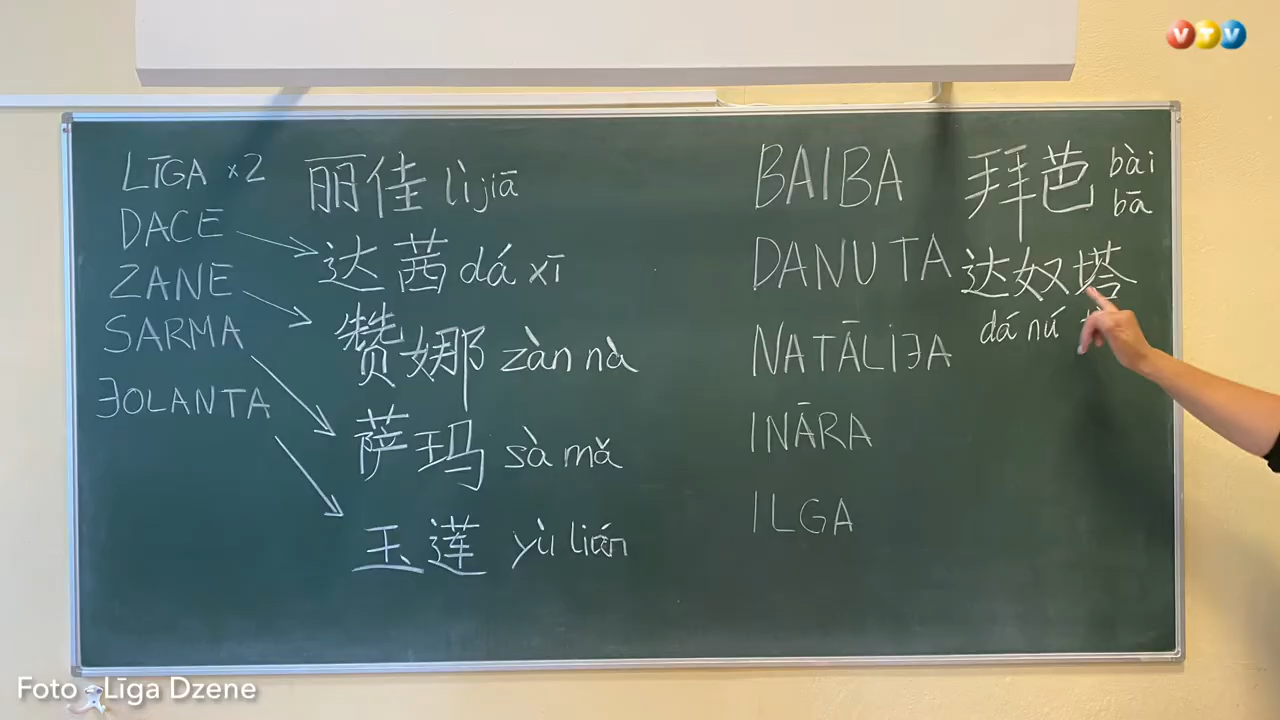 VTV
LĪGA ×2 丽佳 lìjiā
DACE 达茜 dá xī
ZANE 赞娜 zàn nà
SARMA 萨玛 sà mǎ
JOLANTA 玉莲 yù lián
BAIBA 拜芭 bài bā
DANUTA 达奴塔
dá nú
NATĀLIJA
INĀRA
ILGA
Foto - Līga Dzene